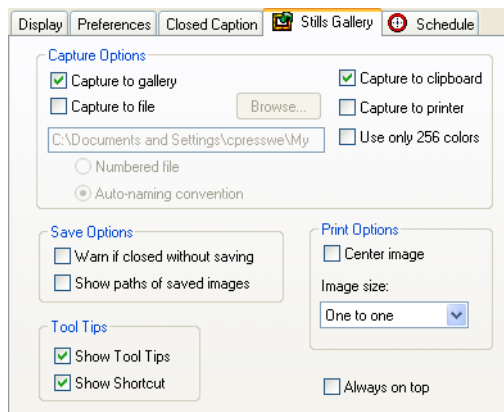 Display Preferences Closed Caption Stills Gallery Schedule
Capture Options
Capture to gallery
Capture to clipboard
Capture to file
Browse...
Capture to printer
C:\Documents and Settings\cpresswe\My
Use only 256 colors
Numbered file
Auto-naming convention
Save Options
Warn if closed without saving
Show paths of saved images
Print Options
Center image
Image size:
One to one
Tool Tips
Show Tool Tips
Show Shortcut
Always on top